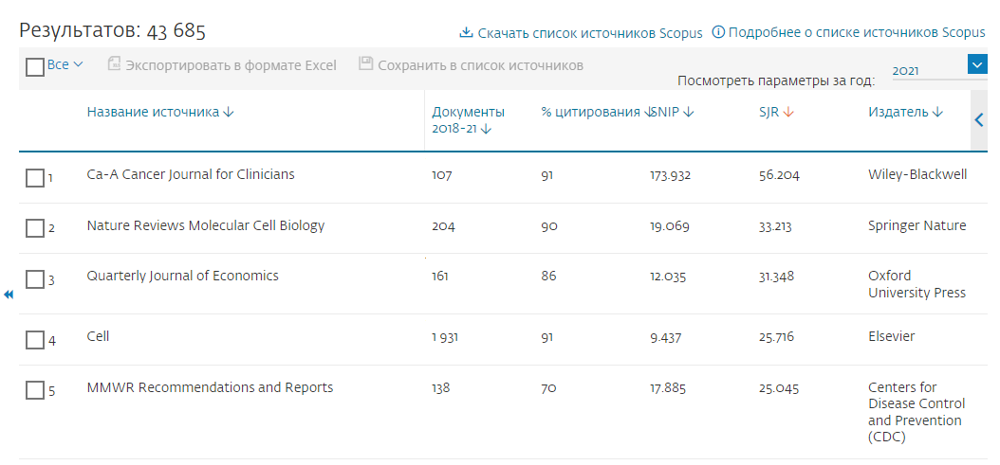 Результатов: 43 685
Скачать список источников Scopus Подробнее о списке источников Scopus
Все Экспортировать в формате Excel Сохранить в список источников
Посмотреть параметры за год: 2021
Название источника Документы 2018-21 % цитирования SNIP SJR Издатель
1 Ca-A Cancer Journal for Clinicians 107 91 173.932 56.204 Wiley-Blackwell
2 Nature Reviews Molecular Cell Biology 204 90 19.069 33.213 Springer Nature
3 Quarterly Journal of Economics 161 86 12.035 31.348 Oxford
University Press
4 Cell 1 931 91 9.437 25.716 Elsevier
5 MMWR Recommendations and Reports 138 70 17.885 25.045 Centers for
Disease Control
and Prevention
(CDC)